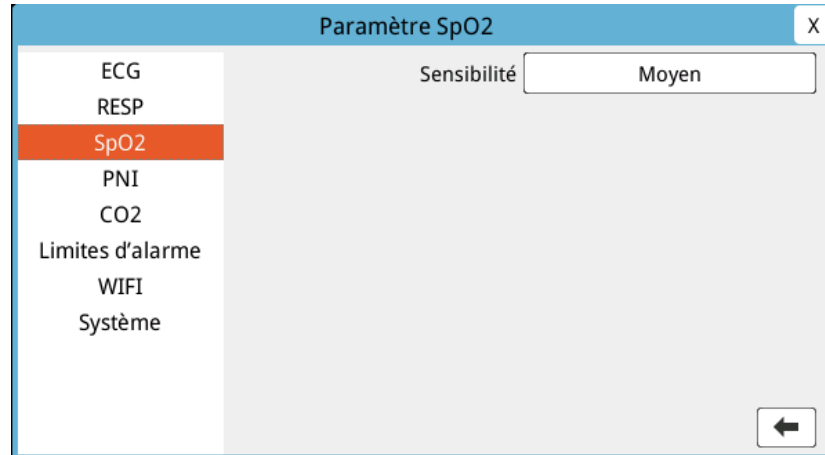 Paramètre SpO2
X
ECG
Sensibilité Moyen
RESP
SpO2
PNI
CO2
Limites d’alarme
WIFI
Système